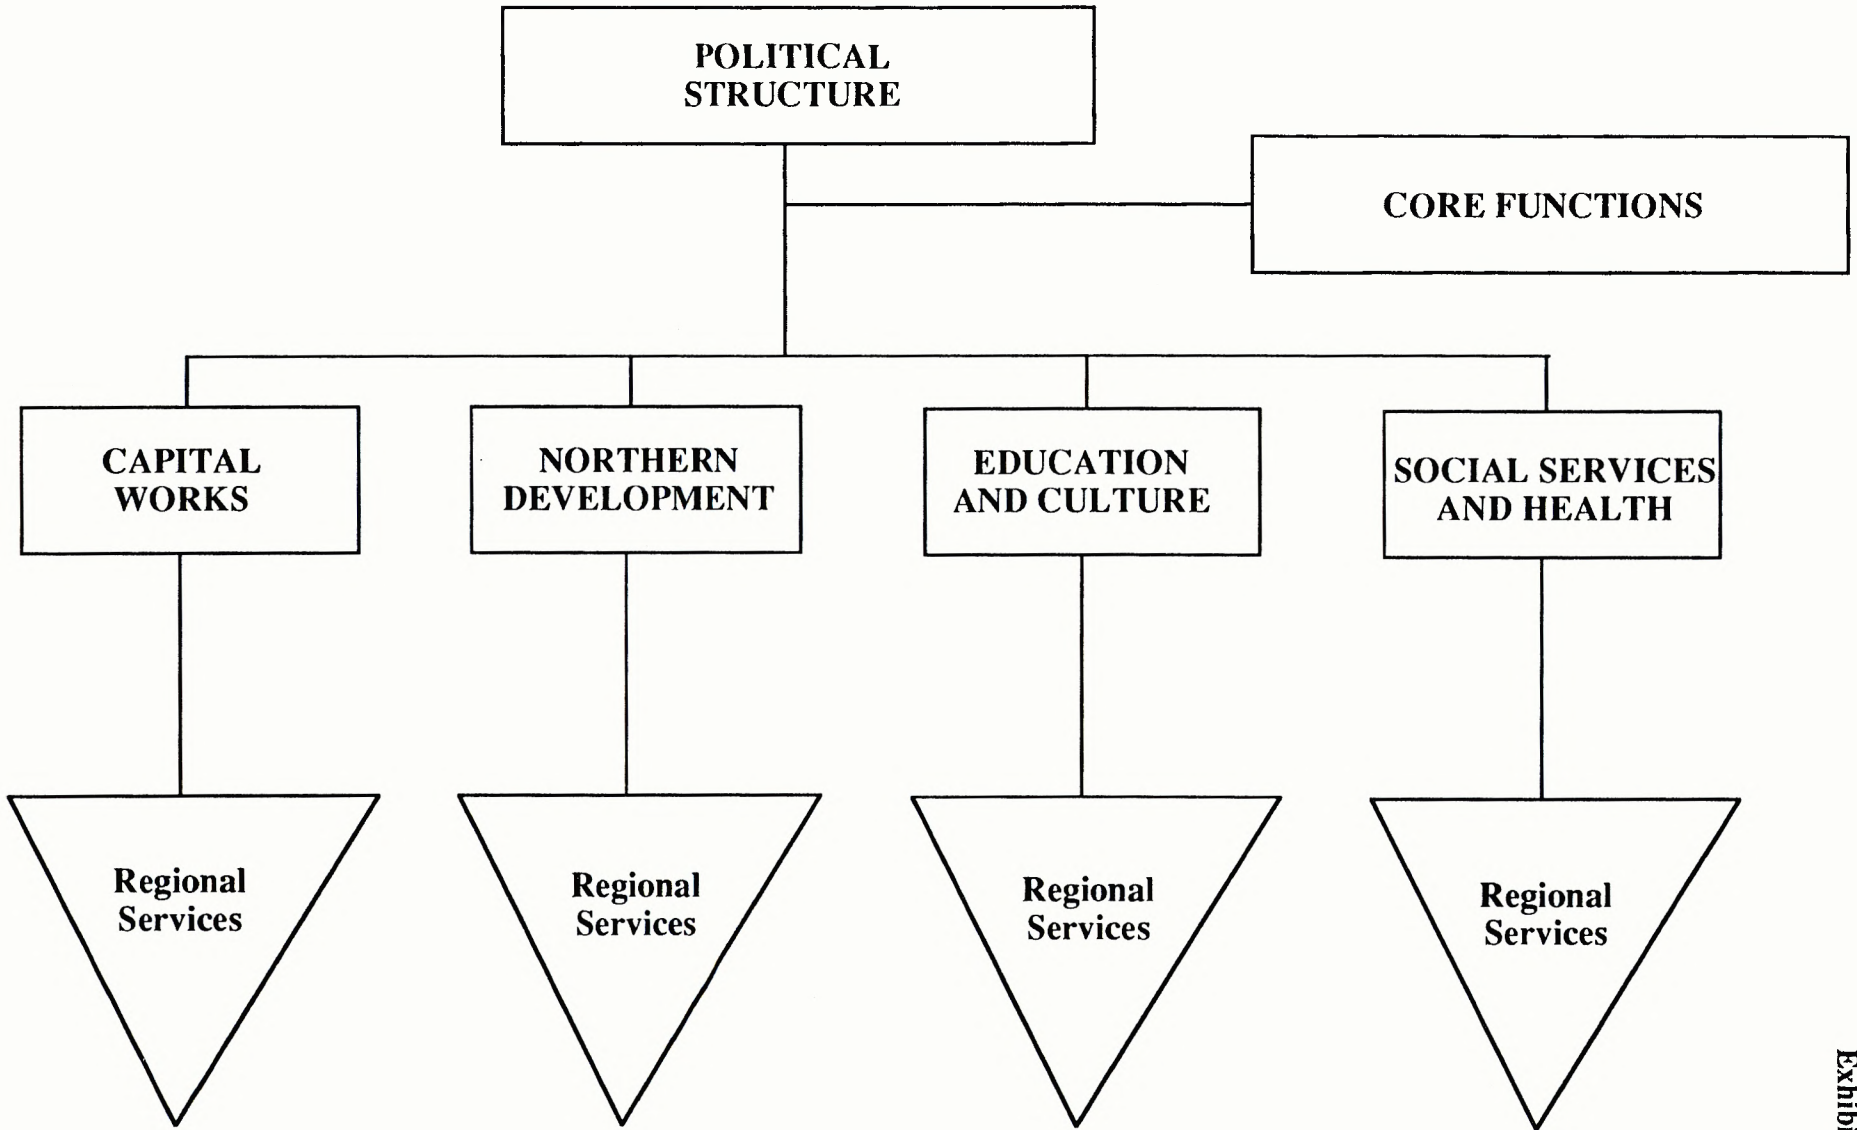 POLITICAL
STRUCTURE
CORE FUNCTIONS
CAPITAL
WORKS
NORTHERN
DEVELOPMENT
EDUCATION
AND CULTURE
SOCIAL SERVICES
AND HEALTH
Regional
Services
Regional
Services
Regional
Services
Regional
Services